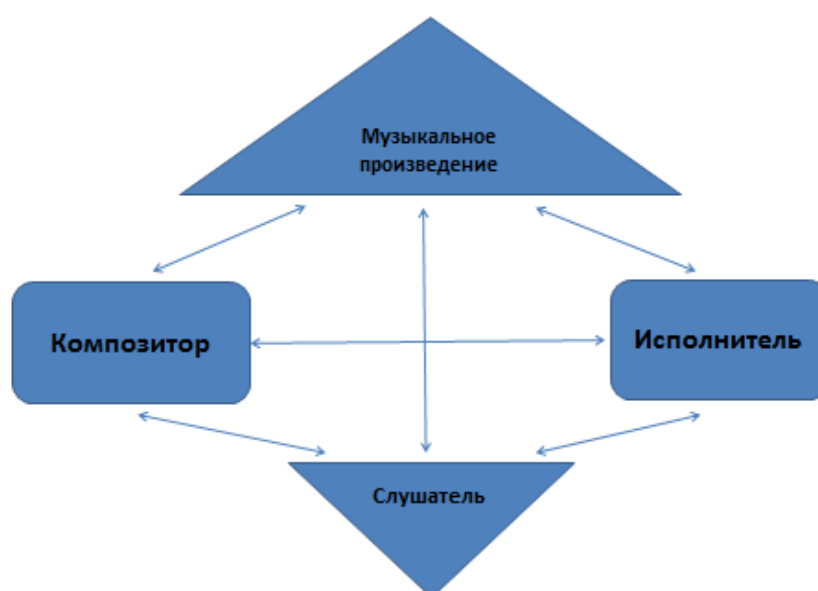 Музыкальное
произведение
Композитор
Исполнитель
Слушатель